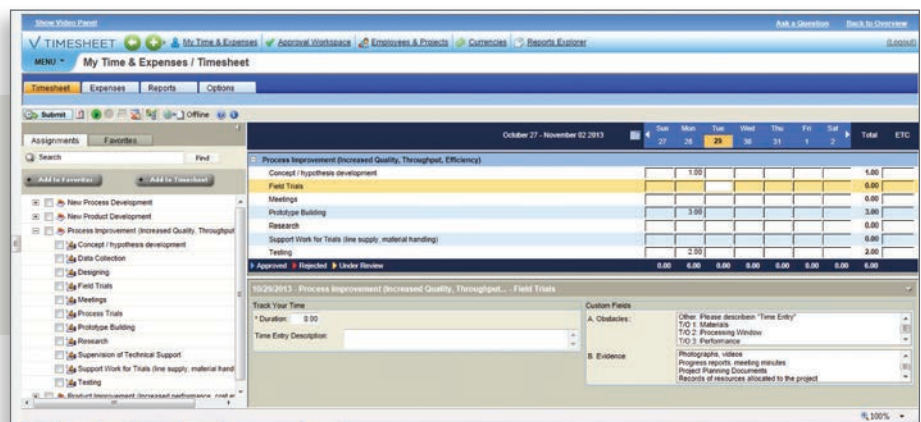 Show Video Panel Ask a Question Back to Overview
TIMESHEET My Time & Expenses Approval Workspace Employees & Projects Currencies Reports Explorer (Logout)
MENU My Time & Expenses / Timesheet
Timesheet Expenses Reports Options
Submit Offline
Assignments Favorites
Search Find
+ Add to Favorites + Add to Timesheet
New Process Development
New Product Development
Process Improvement (Increased Quality, Throughput
Concept / hypothesis development
Data Collection
Designing
Field Trials
Meetings
Process Trials
Prototype Building
Research
Supervision of Technical Support
Support Work for Trials (line supply, material hand
Testing
Product Improvement (Increased performance, cost
October 27 - November 02 2013 Sun Mon Tue Wed Thu Fri Sat Total ETC
27 28 29 30 31 1 2
Process Improvement (Increased Quality, Throughput, Efficiency)
Concept / hypothesis development 1.00 1.00
Field Trials 0.00
Meetings 0.00
Prototype Building 3.00 3.00
Research 0.00
Support Work for Trials (line supply, material handling) 0.00
Testing 2.00 2.00
Approved Rejected Under Review 0.00 6.00 0.00 0.00 0.00 0.00 0.00 6.00
10/29/2013 - Process Improvement (Increased Quality, Throughput... - Field Trials
Track Your Time
* Duration: 0.00
Time Entry Description:
Custom Fields
A. Obstacles:
Other. Please describein "Time Entry"
T/O 1: Materials
T/O 2: Processing Window
T/O 3: Performance
B. Evidence
Photographs, videos
Progress reports, meeting minutes
Project Planning Documents
Records of resources allocated to the project
100%